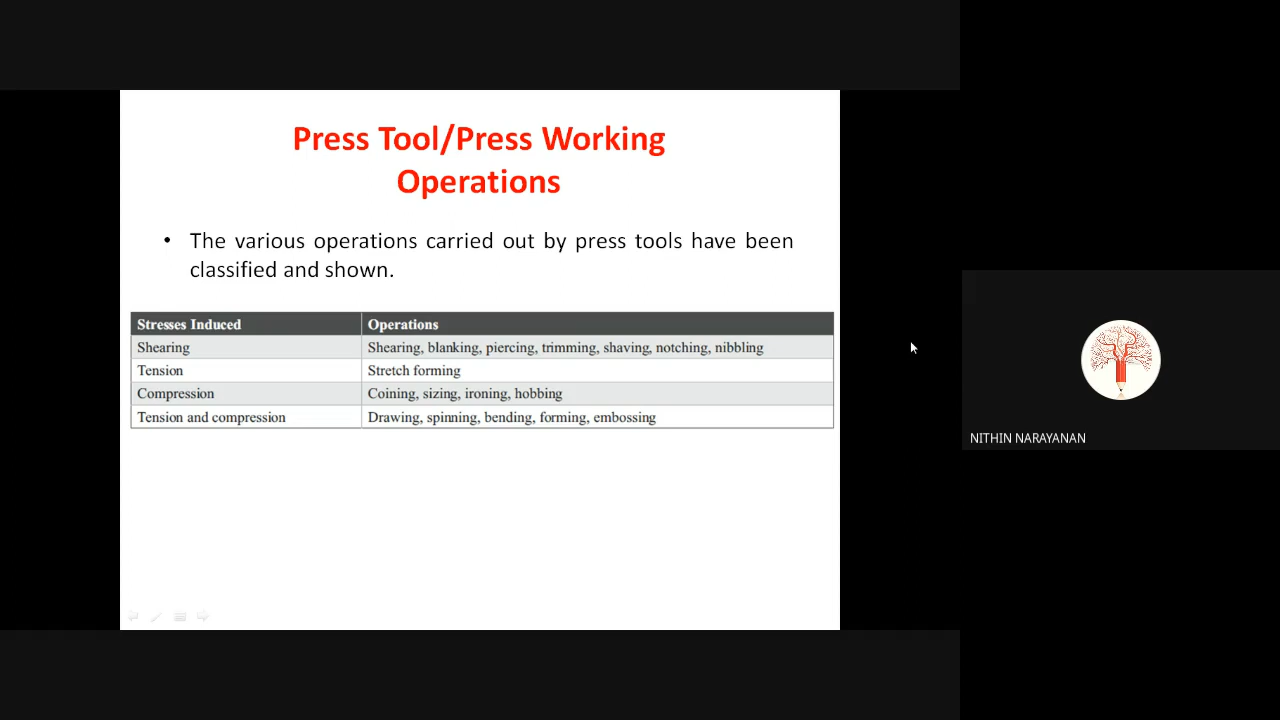 Press Tool/Press Working
Operations
• The various operations carried out by press tools have been
classified and shown.
Stresses Induced Operations
Shearing Shearing, blanking, piercing, trimming, shaving, notching, nibbling
Tension Stretch forming
Compression Coining, sizing, ironing, hobbing
Tension and compression Drawing, spinning, bending, forming, embossing
NITHIN NARAYANAN